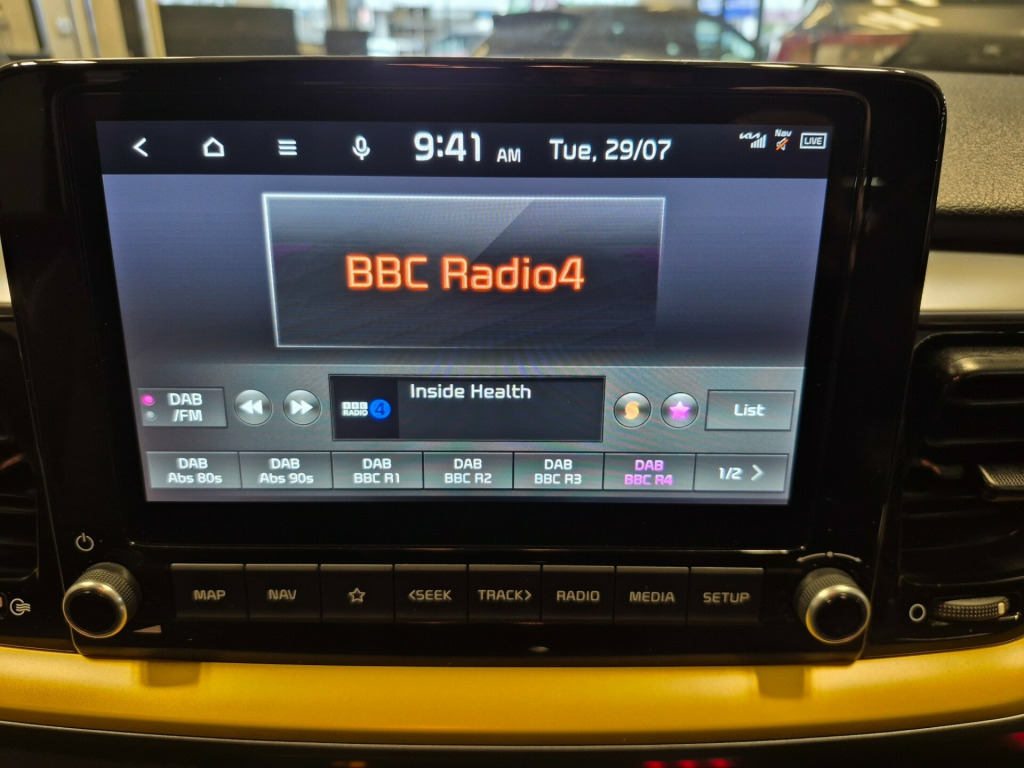 9:41 AM Tue, 29/07
KIA
Nav
LIVE
BBC Radio4
DAB
/FM
BBC
RADIO 4
Inside Health
List
DAB
Abs 80s
DAB
Abs 90s
DAB
BBC R1
DAB
BBC R2
DAB
BBC R3
DAB
BBC R4
1/2 >
MAP
NAV
<SEEK
TRACK>
RADIO
MEDIA
SETUP